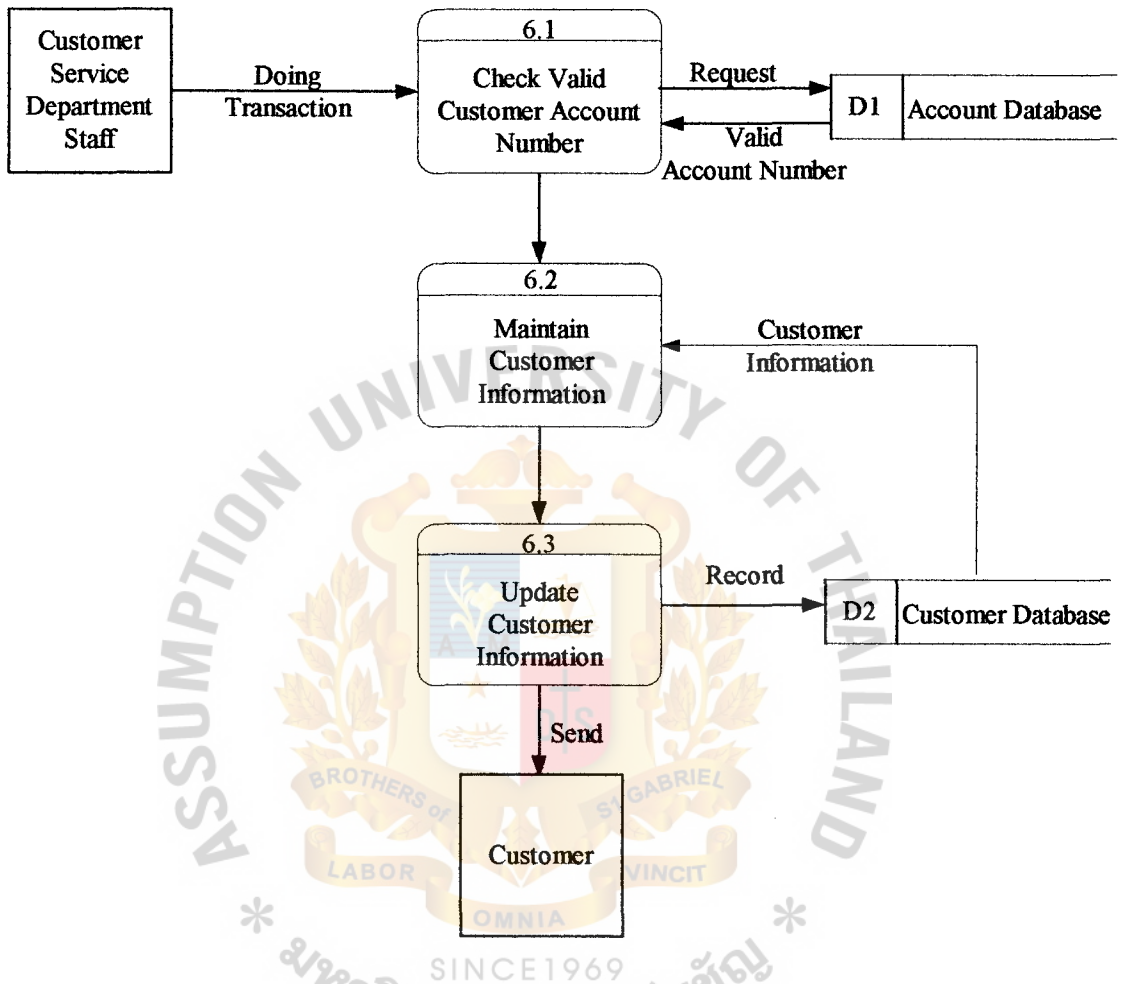 Customer
Service
Department
Staff
Doing
Transaction
6.1
Check Valid
Customer Account
Number
Request
Valid
Account Number
D1
Account Database
6.2
Maintain
Customer
Information
Customer
Information
6.3
Update
Customer
Information
Record
D2
Customer Database
Send
Customer
ASSUMPTION UNIVERSITY OF THAILAND
A M
D S
BROTHERS of
ST GABRIEL
LABOR
OMNIA
VINCIT
SINCE1969